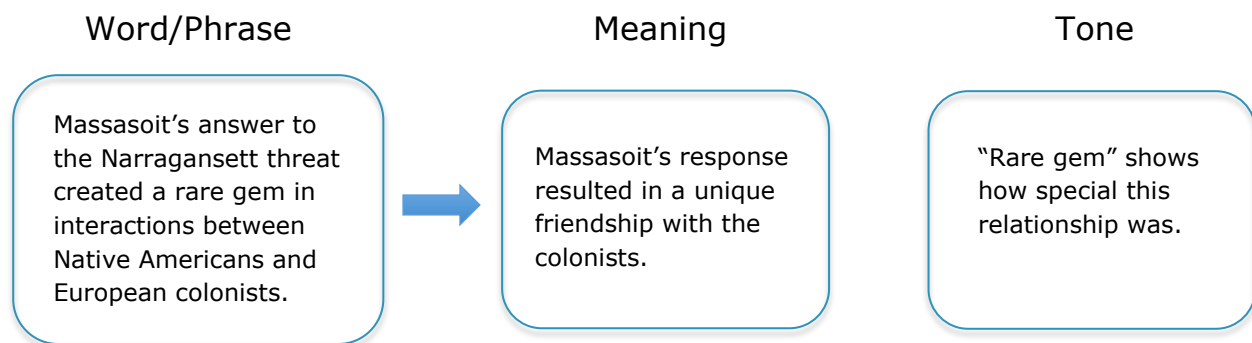 Word/Phrase
Meaning
Tone
Massasoit’s answer to
the Narragansett threat
created a rare gem in
interactions between
Native Americans and
European colonists.
Massasoit’s response
resulted in a unique
friendship with the
colonists.
“Rare gem” shows
how special this
relationship was.